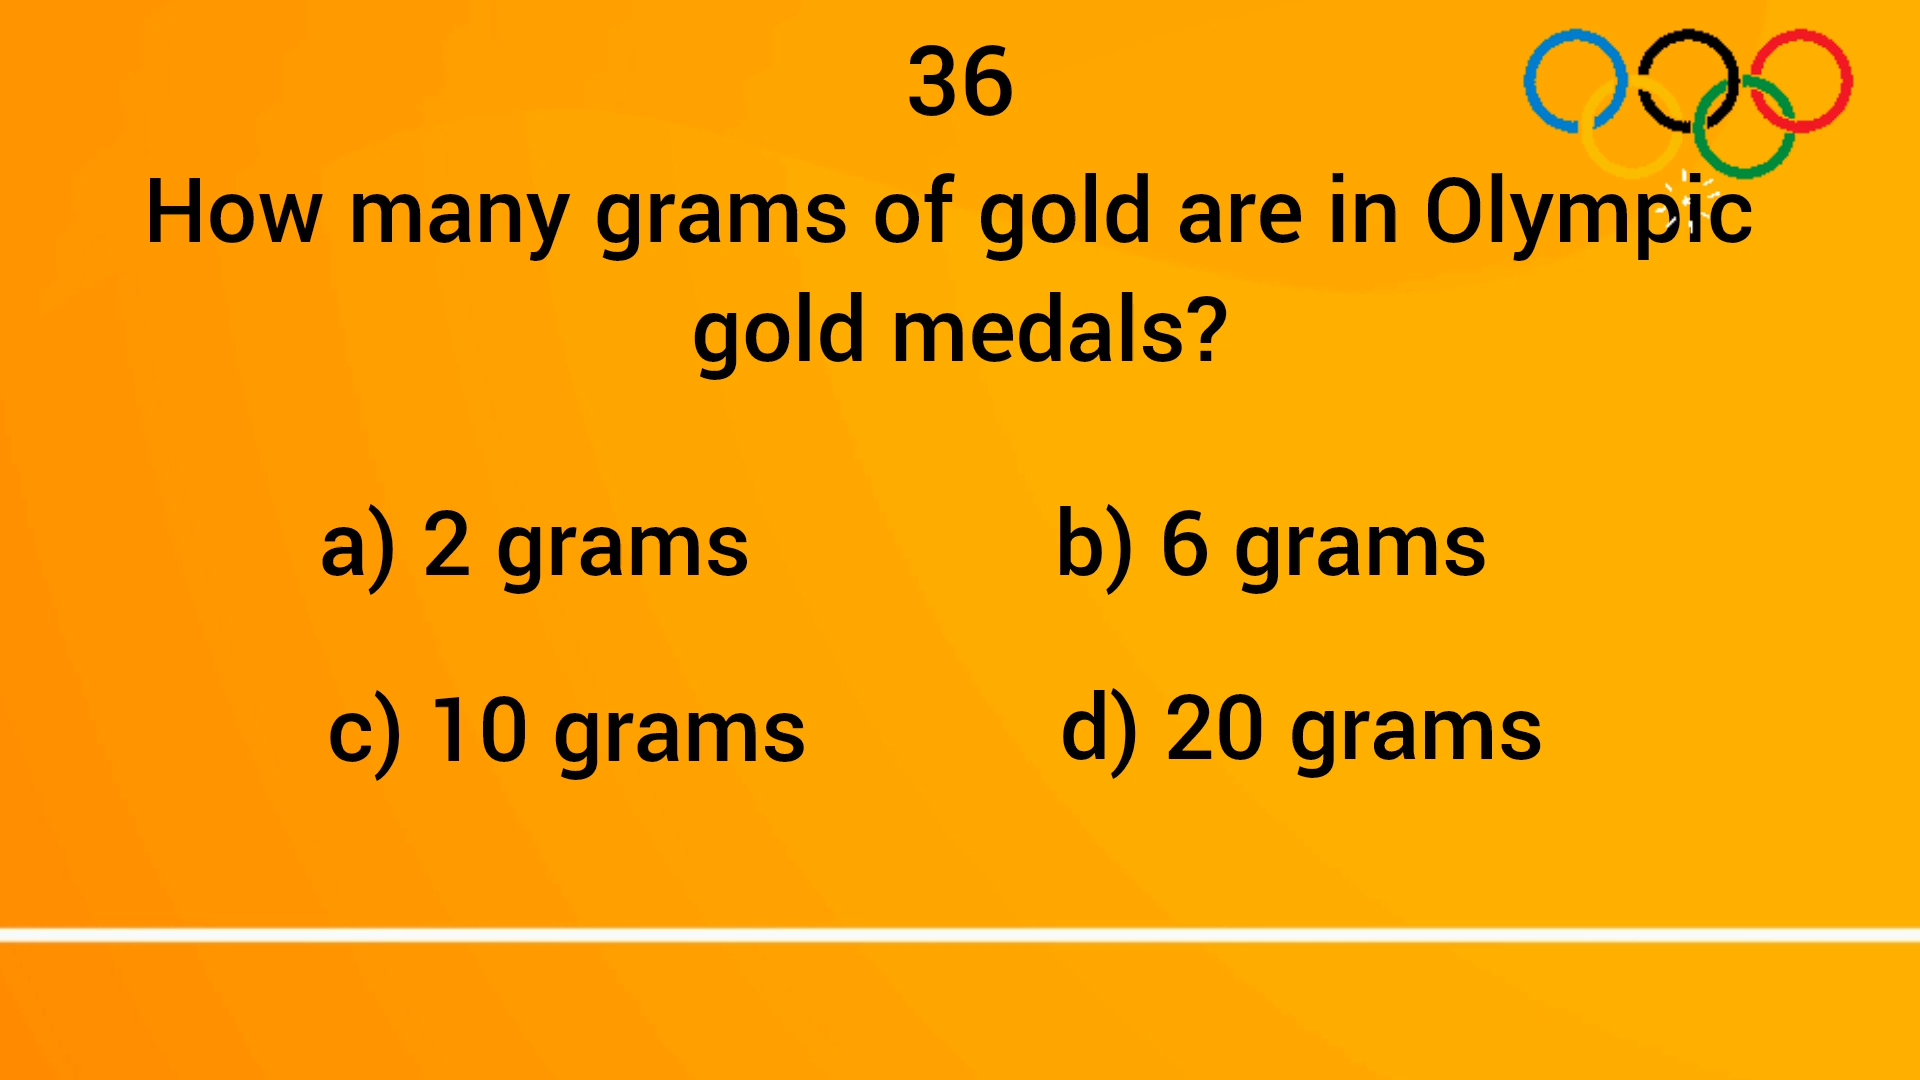 36
How many grams of gold are in Olympic
gold medals?
a) 2 grams b) 6 grams
c) 10 grams d) 20 grams